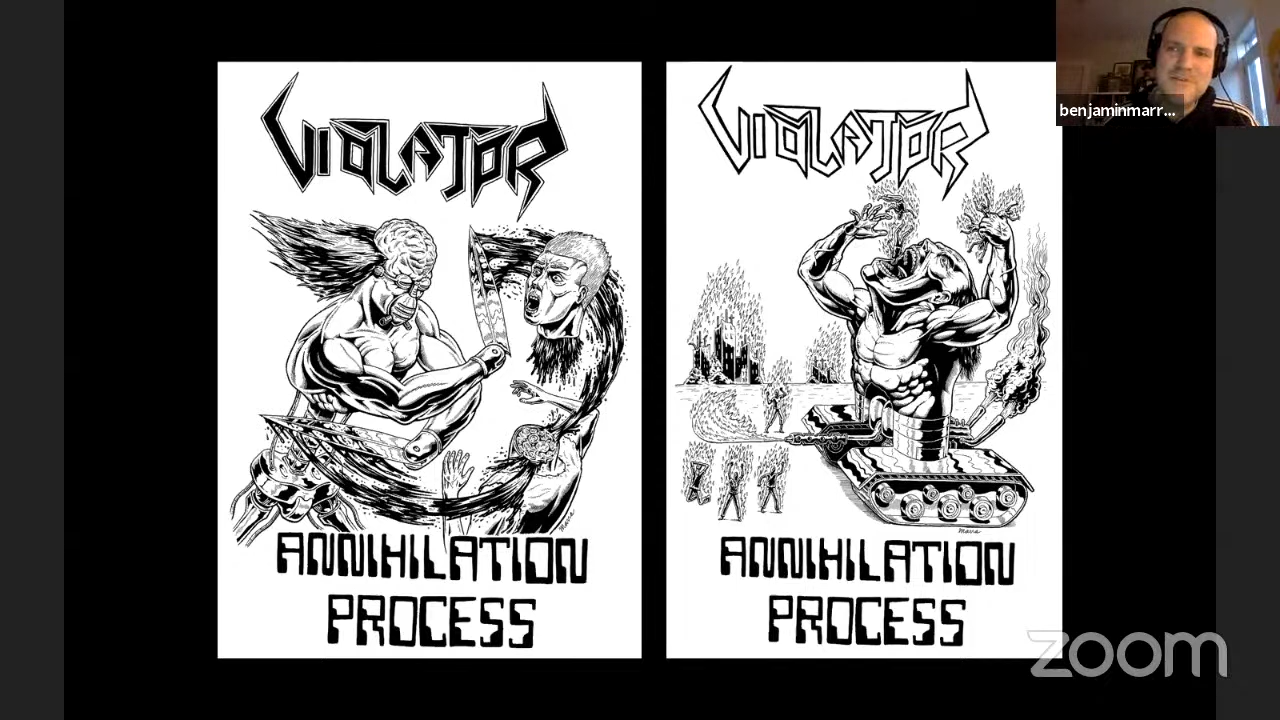 VIOLATOR
ANNIHILATION
PROCESS
VIOLATOR
ANNIHILATION
PROCESS
benjaminmarr...
zoom